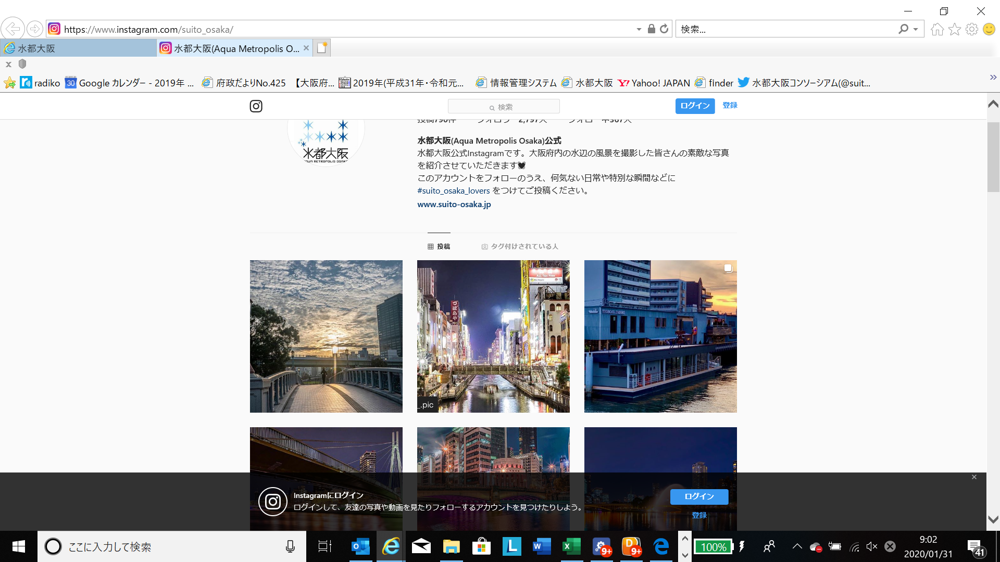 https://www.instagram.com/suito_osaka/
検索...
水都大阪
水都大阪(Aqua Metropolis O...
radiko
Google カレンダー - 2019年 ...
府政だよりNo.425
【大阪府...
2019年(平成31年・令和元...
情報管理システム
水都大阪
Yahoo! JAPAN
finder
水都大阪コンソーシアム(@suit...
検索
ログイン
登録
投稿790件
フォロワー2,797人
フォロー中367人
水都大阪
AQUA METROPOLIS OSAKA
水都大阪(Aqua Metropolis Osaka)公式
水都大阪公式Instagramです。大阪府内の水辺の風景を撮影した皆さんの素敵な写真
を紹介させていただきます
このアカウントをフォローのうえ、何気ない日常や特別な瞬間などに
#suito_osaka_lovers をつけてご投稿ください。
www.suito-osaka.jp
投稿
タグ付けされている人
ALL Tax Free
づぼらや
_.pic
TUGBOAT TAISHO
Instagramにログイン
ログインして、友達の写真や動画を見たりフォローするアカウントを見つけたりしよう。
ログイン
登録
ここに入力して検索
9+
9+
100%
9:02
2020/01/31
41